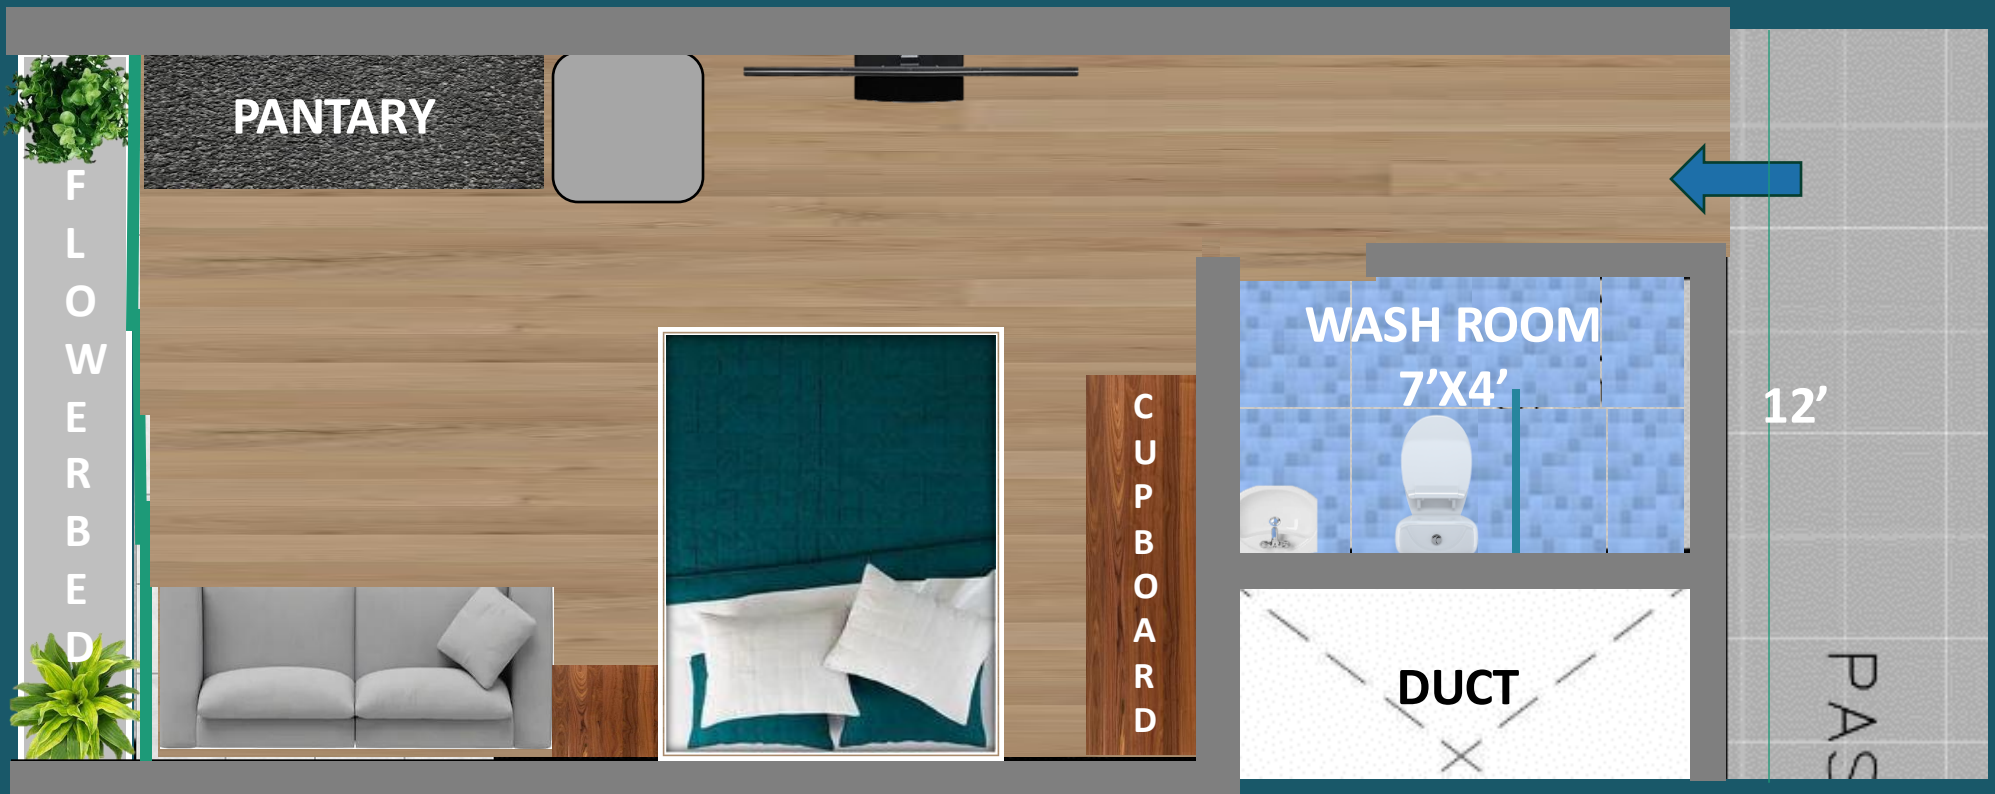 PANTARY
FLOWERBED
WASH ROOM
7’X4’
CUPBOARD
12’
DUCT
PAS